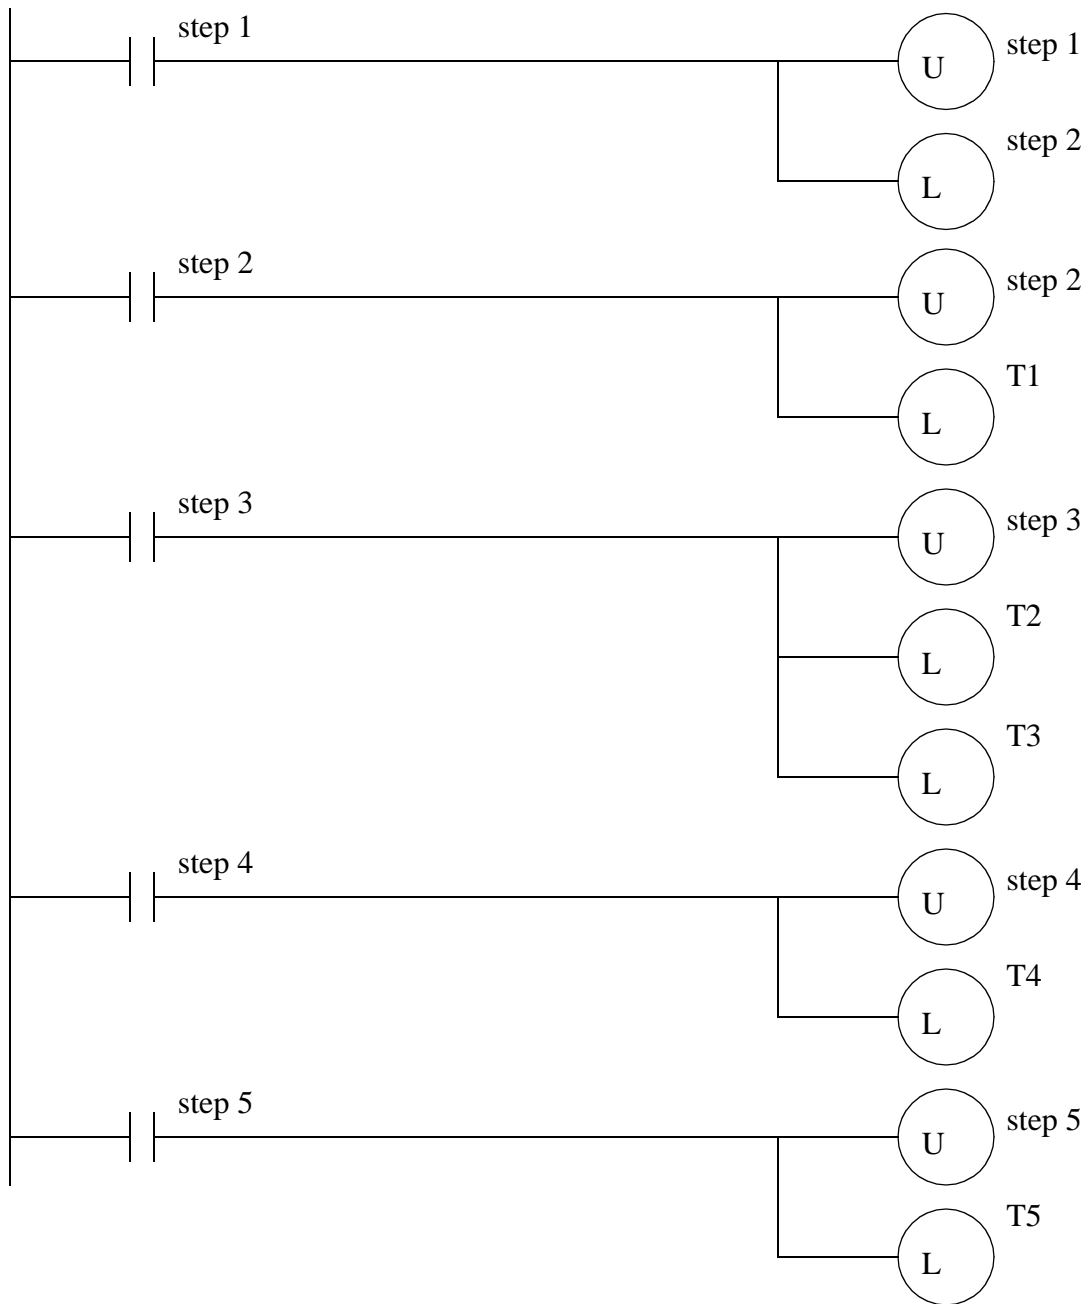 step 1
U step 1
L step 2
step 2
U step 2
L T1
step 3
U step 3
L T2
L T3
step 4
U step 4
L T4
step 5
U step 5
L T5